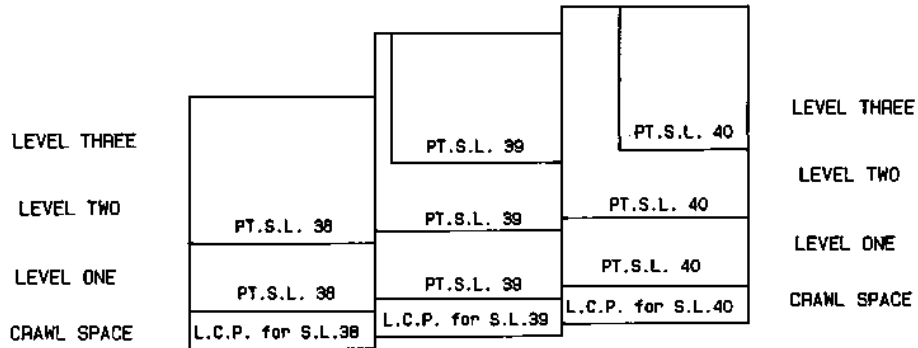 LEVEL THREE
PT.S.L. 39
PT.S.L. 40
LEVEL THREE
LEVEL TWO
PT.S.L. 38
PT.S.L. 39
PT.S.L. 40
LEVEL TWO
LEVEL ONE
PT.S.L. 38
PT.S.L. 39
PT.S.L. 40
LEVEL ONE
CRAWL SPACE
L.C.P. for S.L.38
L.C.P. for S.L.39
L.C.P. for S.L.40
CRAWL SPACE